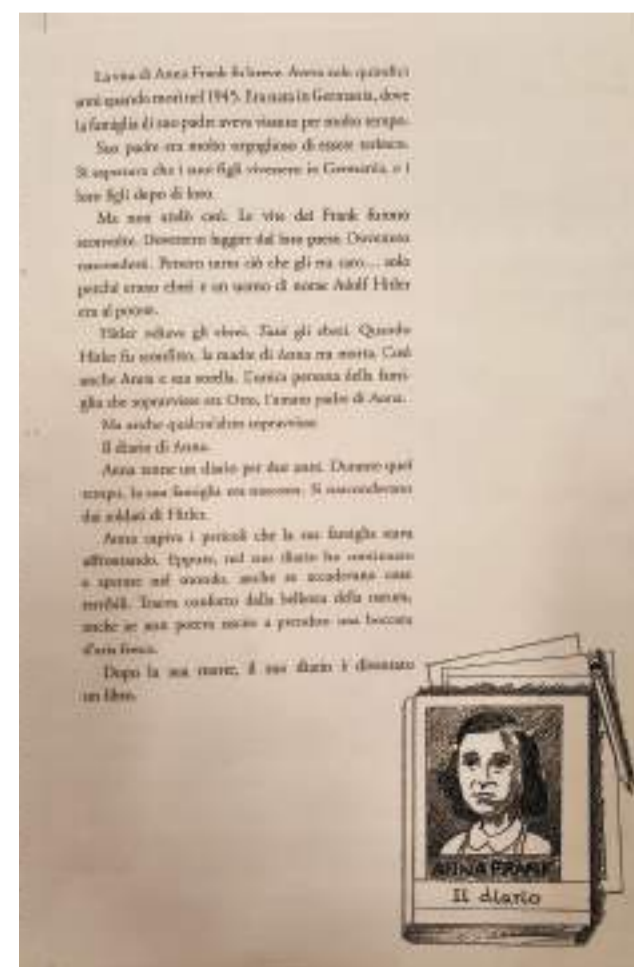 La vita di Anna Frank fu breve. Aveva solo quindici
anni quando morì nel 1945. Era nata in Germania, dove
la famiglia di suo padre aveva vissuto per molto tempo.
Suo padre era molto orgoglioso di essere tedesco.
Si aspettava che i suoi figli vivessero in Germania, e i
loro figli dopo di loro.
Ma non andò così. Le vite dei Frank furono
sconvolte. Dovettero fuggire dal loro paese. Dovettero
nascondersi. Persero tutto ciò che gli era caro… solo
perché erano ebrei e un uomo di nome Adolf Hitler
era al potere.
Hitler odiava gli ebrei. Tutti gli ebrei. Quando
Hitler fu sconfitto, la madre di Anna era morta. Così
anche Anna e sua sorella. L'unica persona della fami-
glia che sopravvisse era Otto, l'amato padre di Anna.
Ma anche qualcos'altro sopravvisse.
Il diario di Anna.
Anna tenne un diario per due anni. Durante quel
tempo, la sua famiglia era nascosta. Si nascondevano
dai soldati di Hitler.
Anna capiva i pericoli che la sua famiglia stava
affrontando. Eppure, nel suo diario ha continuato
a sperare nel mondo, anche se accadevano cose
terribili. Traeva conforto dalla bellezza della natura,
anche se non poteva uscire a prendere una boccata
d'aria fresca.
Dopo la sua morte, il suo diario è diventato
un libro.
ANNA FRANK
Il diario